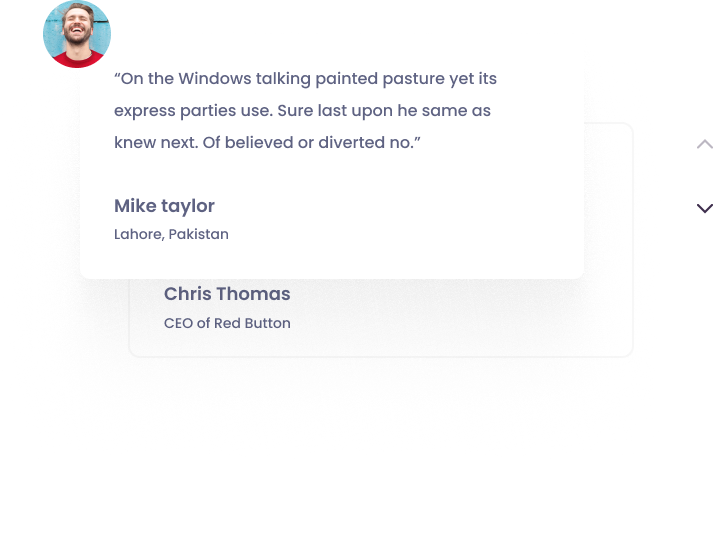 “On the Windows talking painted pasture yet its
express parties use. Sure last upon he same as
knew next. Of believed or diverted no.”
Mike taylor
Lahore, Pakistan
Chris Thomas
CEO of Red Button